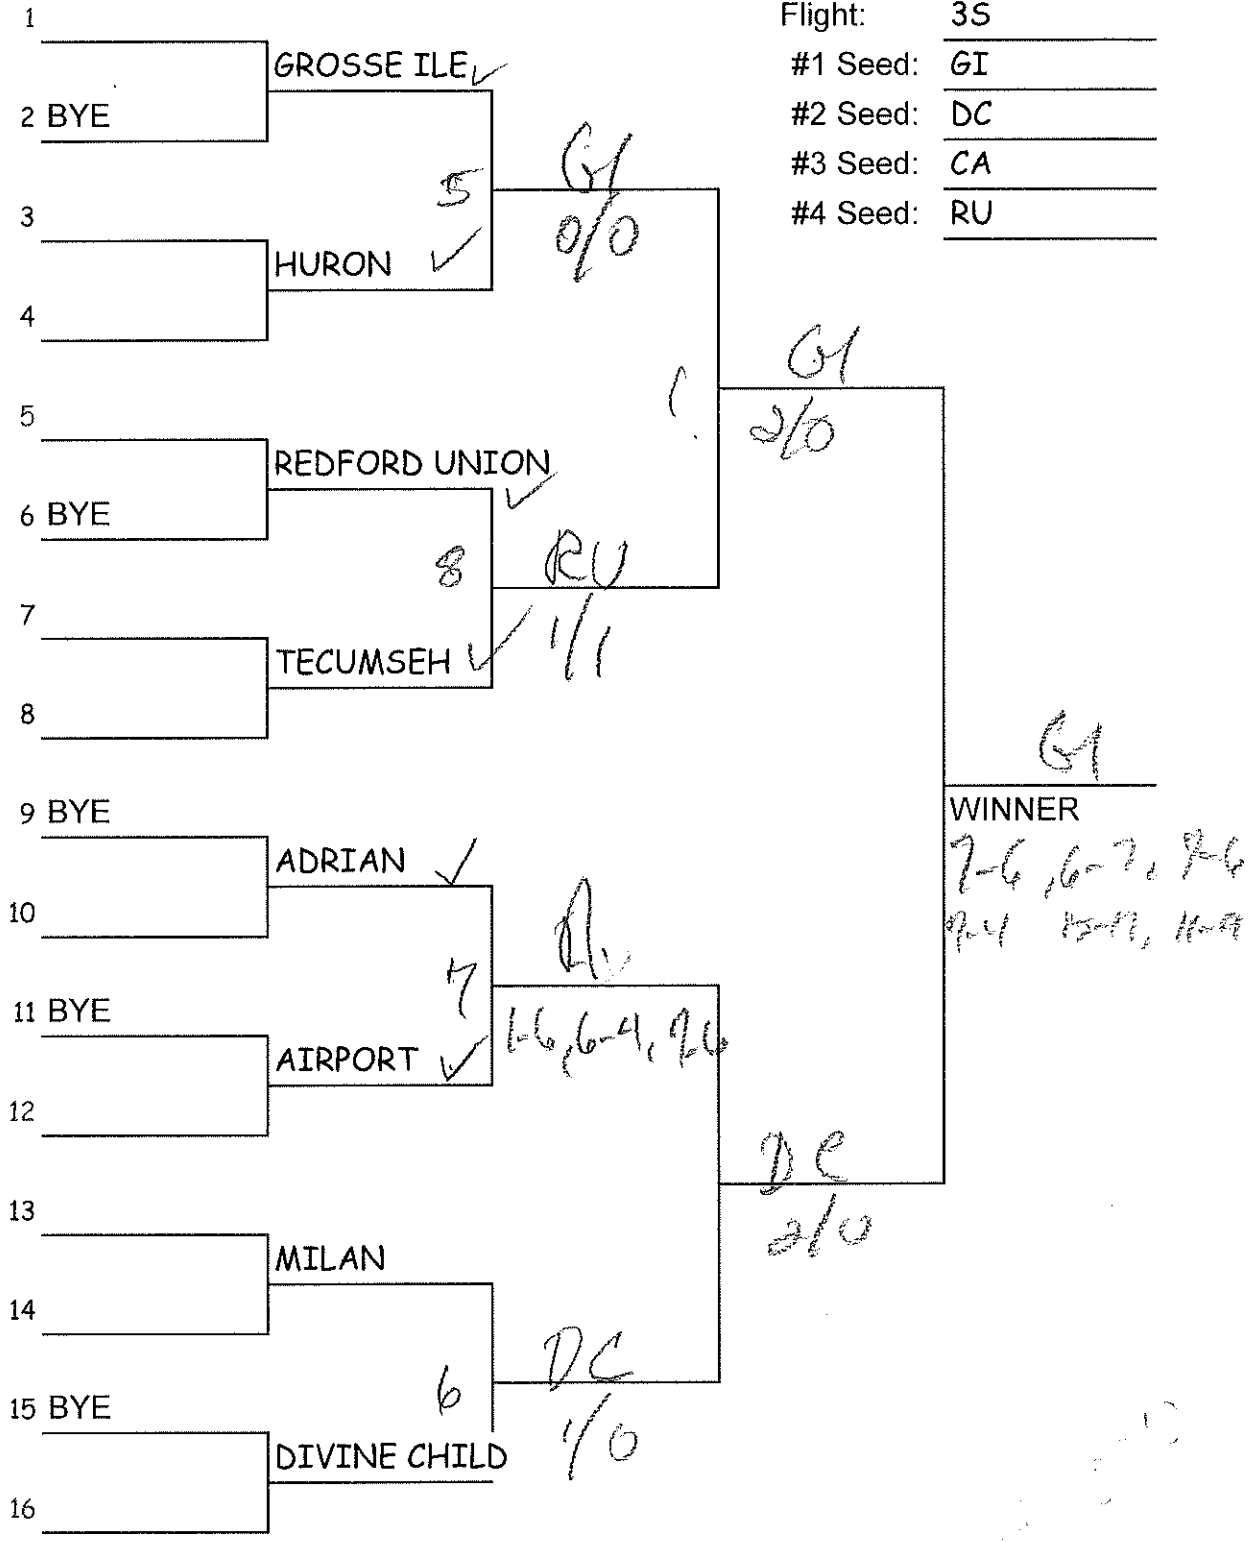 1
Flight: 3S
GROSSE ILE ✓
#1 Seed: GI
2 BYE
#2 Seed: DC
GI
#3 Seed: CA
5
3
#4 Seed: RU
0/0
HURON ✓
4
GI
5
2/0
REDFORD UNION ✓
6 BYE
8
RU
7
1/1
TECUMSEH ✓
8
GI
9 BYE
WINNER
ADRIAN ✓
7-6, 6-7, 7-6
10
7
11 BYE
1-6, 6-4, 7-6
AIRPORT ✓
12
DC
13
2/0
MILAN
14
DC
6
15 BYE
1/0
DIVINE CHILD
16